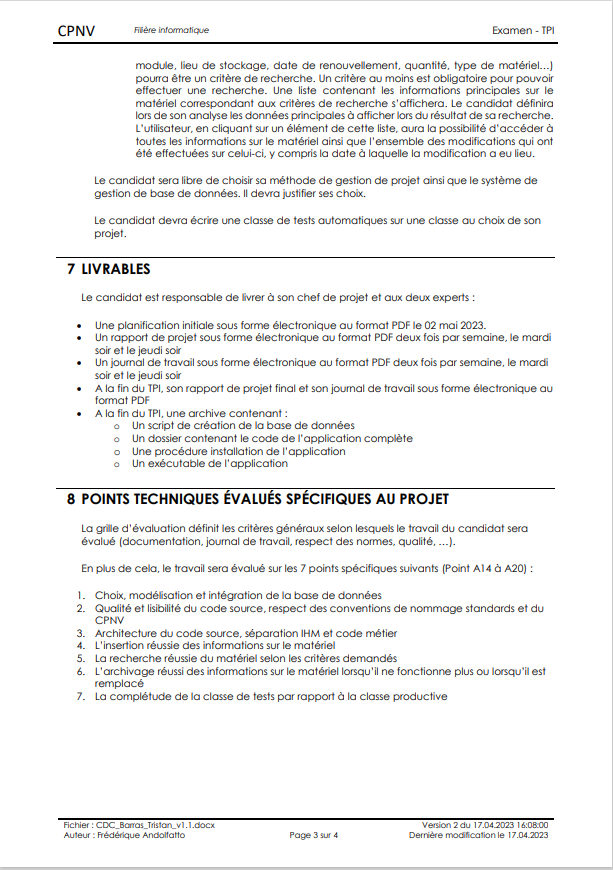 CPNV Filière informatique Examen - TPI
module, lieu de stockage, date de renouvellement, quantité, type de matériel…)
pourra être un critère de recherche. Un critère au moins est obligatoire pour pouvoir
effectuer une recherche. Une liste contenant les informations principales sur le
matériel correspondant aux critères de recherche s'affichera. Le candidat définira
lors de son analyse les données principales à afficher lors du résultat de sa recherche.
L'utilisateur, en cliquant sur un élément de cette liste, aura la possibilité d'accéder à
toutes les informations sur le matériel ainsi que l'ensemble des modifications qui ont
été effectuées sur celui-ci, y compris la date à laquelle la modification a eu lieu.
Le candidat sera libre de choisir sa méthode de gestion de projet ainsi que le système de
gestion de base de données. Il devra justifier ses choix.
Le candidat devra écrire une classe de tests automatiques sur une classe au choix de son
projet.
7 LIVRABLES
Le candidat est responsable de livrer à son chef de projet et aux deux experts :
• Une planification initiale sous forme électronique au format PDF le 02 mai 2023.
• Un rapport de projet sous forme électronique au format PDF deux fois par semaine, le mardi
soir et le jeudi soir
• Un journal de travail sous forme électronique au format PDF deux fois par semaine, le mardi
soir et le jeudi soir
• A la fin du TPI, son rapport de projet final et son journal de travail sous forme électronique au
format PDF
• A la fin du TPI, une archive contenant :
o Un script de création de la base de données
o Un dossier contenant le code de l'application complète
o Une procédure installation de l'application
o Un exécutable de l'application
8 POINTS TECHNIQUES ÉVALUÉS SPÉCIFIQUES AU PROJET
La grille d'évaluation définit les critères généraux selon lesquels le travail du candidat sera
évalué (documentation, journal de travail, respect des normes, qualité, …).
En plus de cela, le travail sera évalué sur les 7 points spécifiques suivants (Point A14 à A20) :
1. Choix, modélisation et intégration de la base de données
2. Qualité et lisibilité du code source, respect des conventions de nommage standards et du
CPNV
3. Architecture du code source, séparation IHM et code métier
4. L'insertion réussie des informations sur le matériel
5. La recherche réussie du matériel selon les critères demandés
6. L'archivage réussi des informations sur le matériel lorsqu'il ne fonctionne plus ou lorsqu'il est
remplacé
7. La complétude de la classe de tests par rapport à la classe productive
Fichier : CDC_Barras_Tristan_v1.1.docx Version 2 du 17.04.2023 16:08:00
Auteur : Frédérique Andolfatto Page 3 sur 4 Dernière modification le 17.04.2023